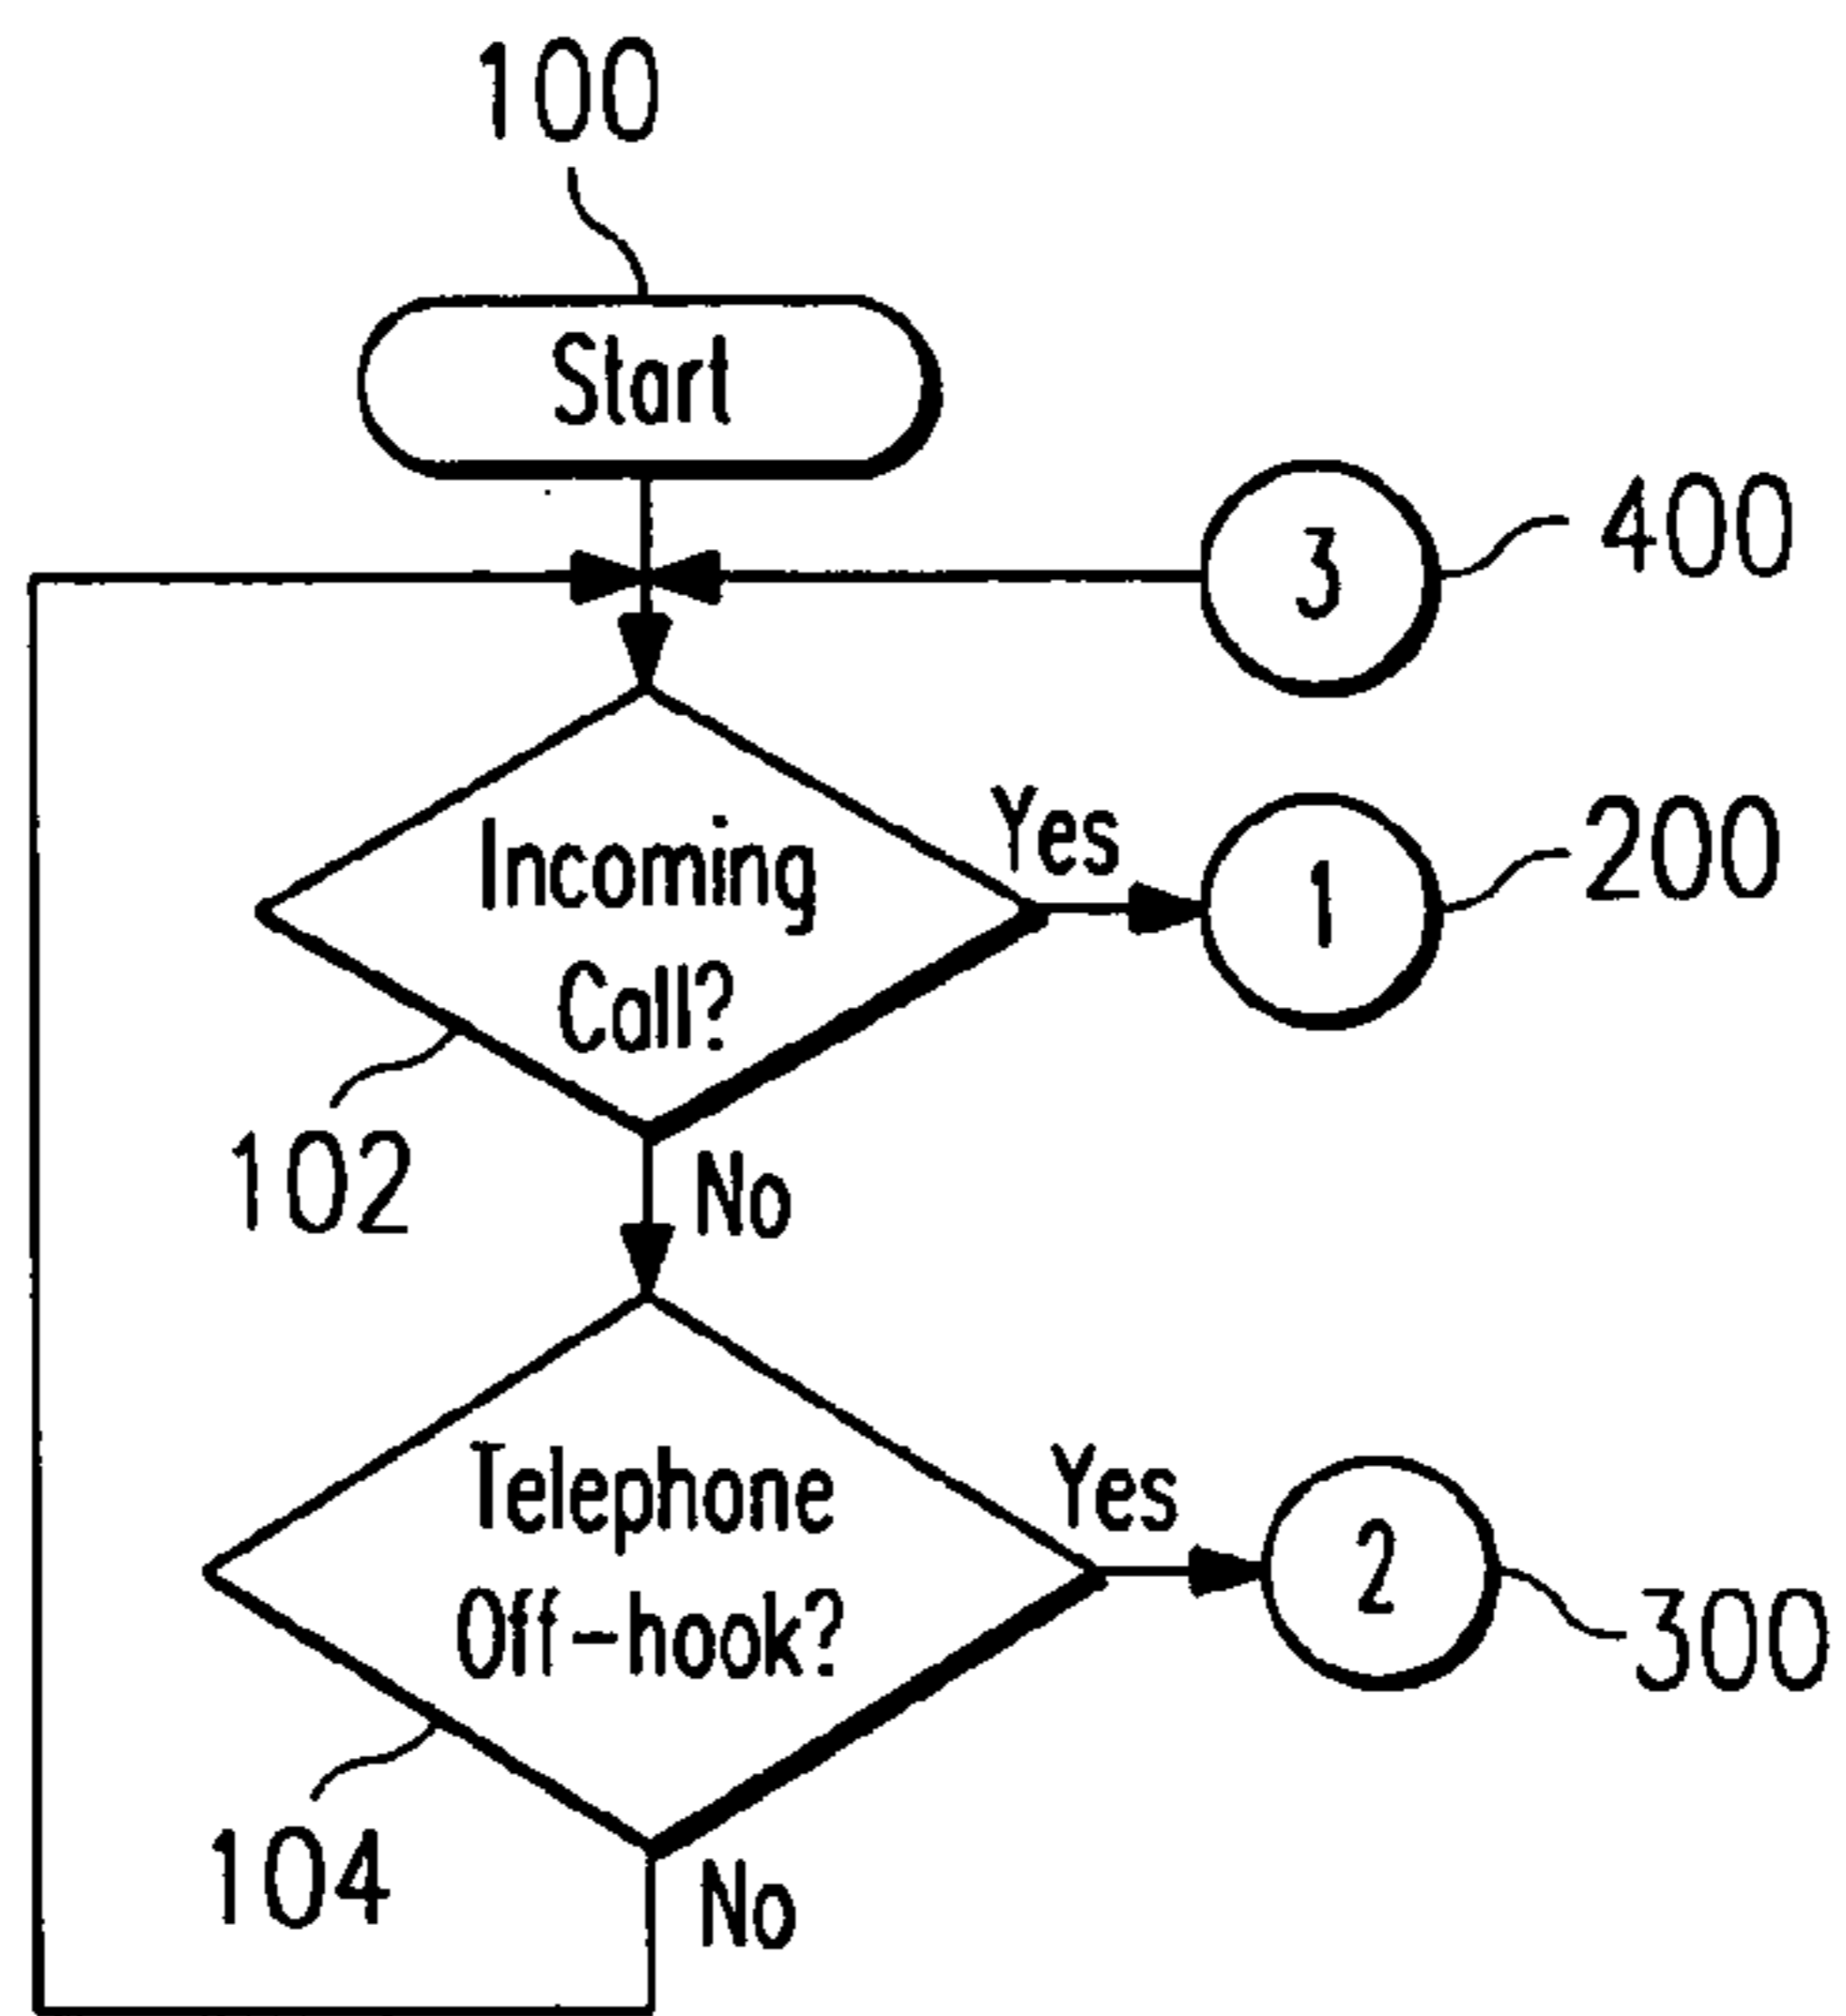 100
Start
3
400
Incoming
Call?
Yes
1
200
102
No
Telephone
Off-hook?
Yes
2
300
104
No